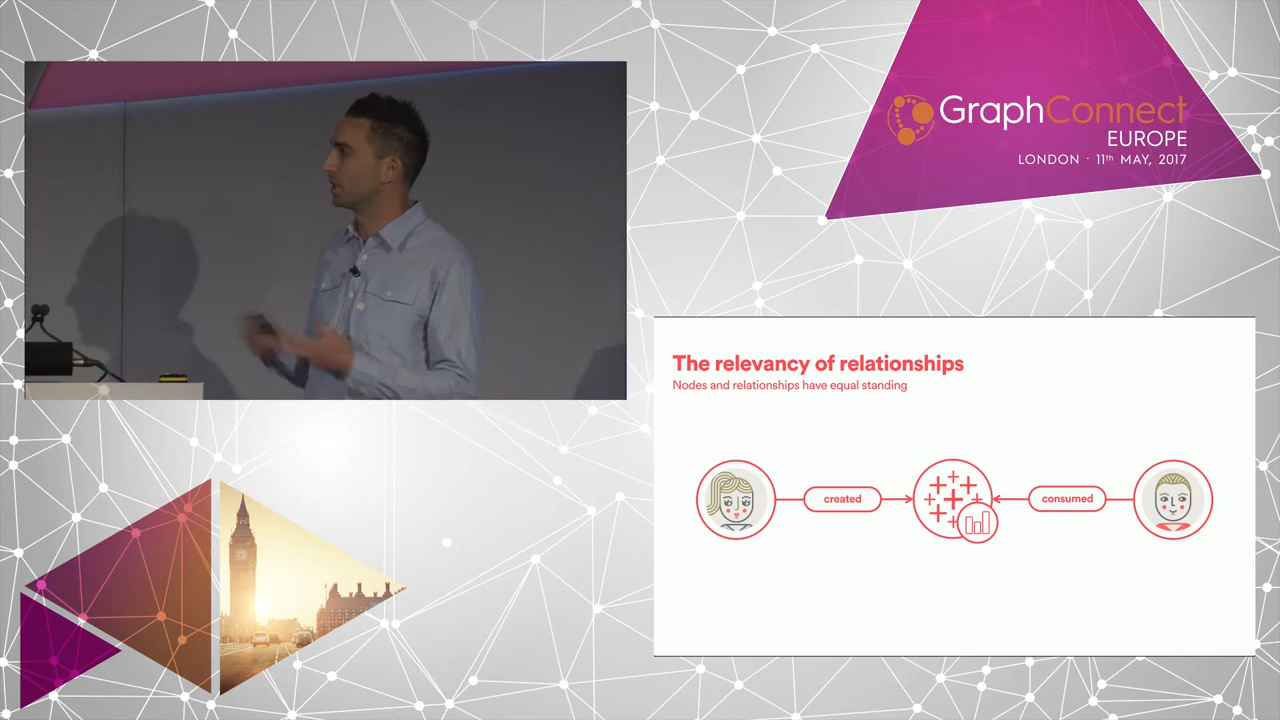 GraphConnect
EUROPE
LONDON · 11th MAY, 2017
The relevancy of relationships
Nodes and relationships have equal standing
created
consumed